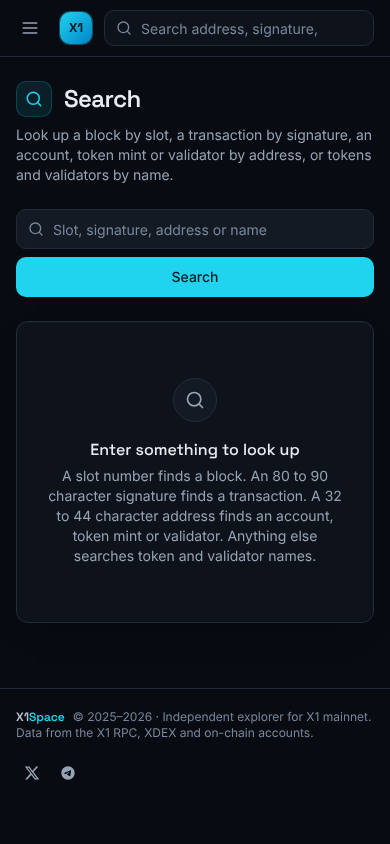 X1
Search address, signature,
Search
Look up a block by slot, a transaction by signature, an
account, token mint or validator by address, or tokens
and validators by name.
Slot, signature, address or name
Search
Enter something to look up
A slot number finds a block. An 80 to 90
character signature finds a transaction. A 32
to 44 character address finds an account,
token mint or validator. Anything else
searches token and validator names.
X1Space © 2025–2026 · Independent explorer for X1 mainnet.
Data from the X1 RPC, XDEX and on-chain accounts.